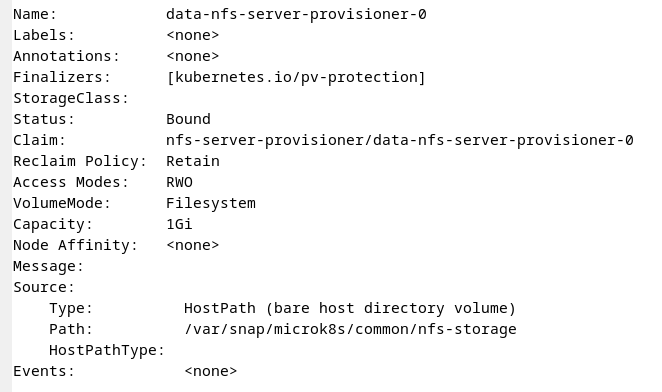 Name:            data-nfs-server-provisioner-0
Labels:          <none>
Annotations:     <none>
Finalizers:      [kubernetes.io/pv-protection]
StorageClass:
Status:          Bound
Claim:           nfs-server-provisioner/data-nfs-server-provisioner-0
Reclaim Policy:  Retain
Access Modes:    RWO
VolumeMode:      Filesystem
Capacity:        1Gi
Node Affinity:   <none>
Message:
Source:
    Type:          HostPath (bare host directory volume)
    Path:          /var/snap/microk8s/common/nfs-storage
    HostPathType:
Events:            <none>